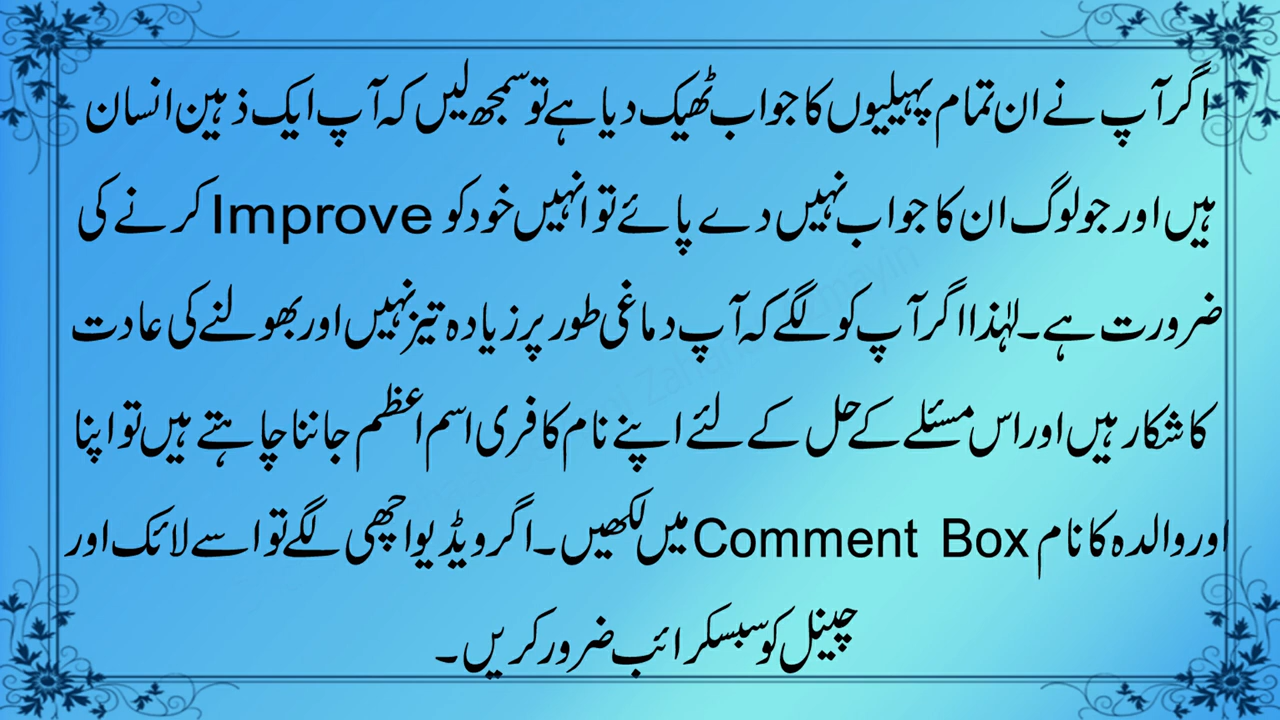 اگر آپ نے ان تمام پہیلیوں کا جواب ٹھیک دیا ہے تو سمجھ لیں کہ آپ ایک ذہین انسان
ہیں اور جو لوگ ان کا جواب نہیں دے پائے تو انہیں خود کو Improve کرنے کی
ضرورت ہے۔ لہٰذا اگر آپ کو لگے کہ آپ دماغی طور پر زیادہ تیز نہیں اور بھولنے کی عادت
کا شکار ہیں اور اس مسئلے کے حل کے لئے اپنے نام کا فری اسم اعظم جاننا چاہتے ہیں تو اپنا
اور والدہ کا نام Comment Box میں لکھیں۔ اگر ویڈیو اچھی لگے تو اسے لائک اور
چینل کو سبسکرائب ضرور کریں۔